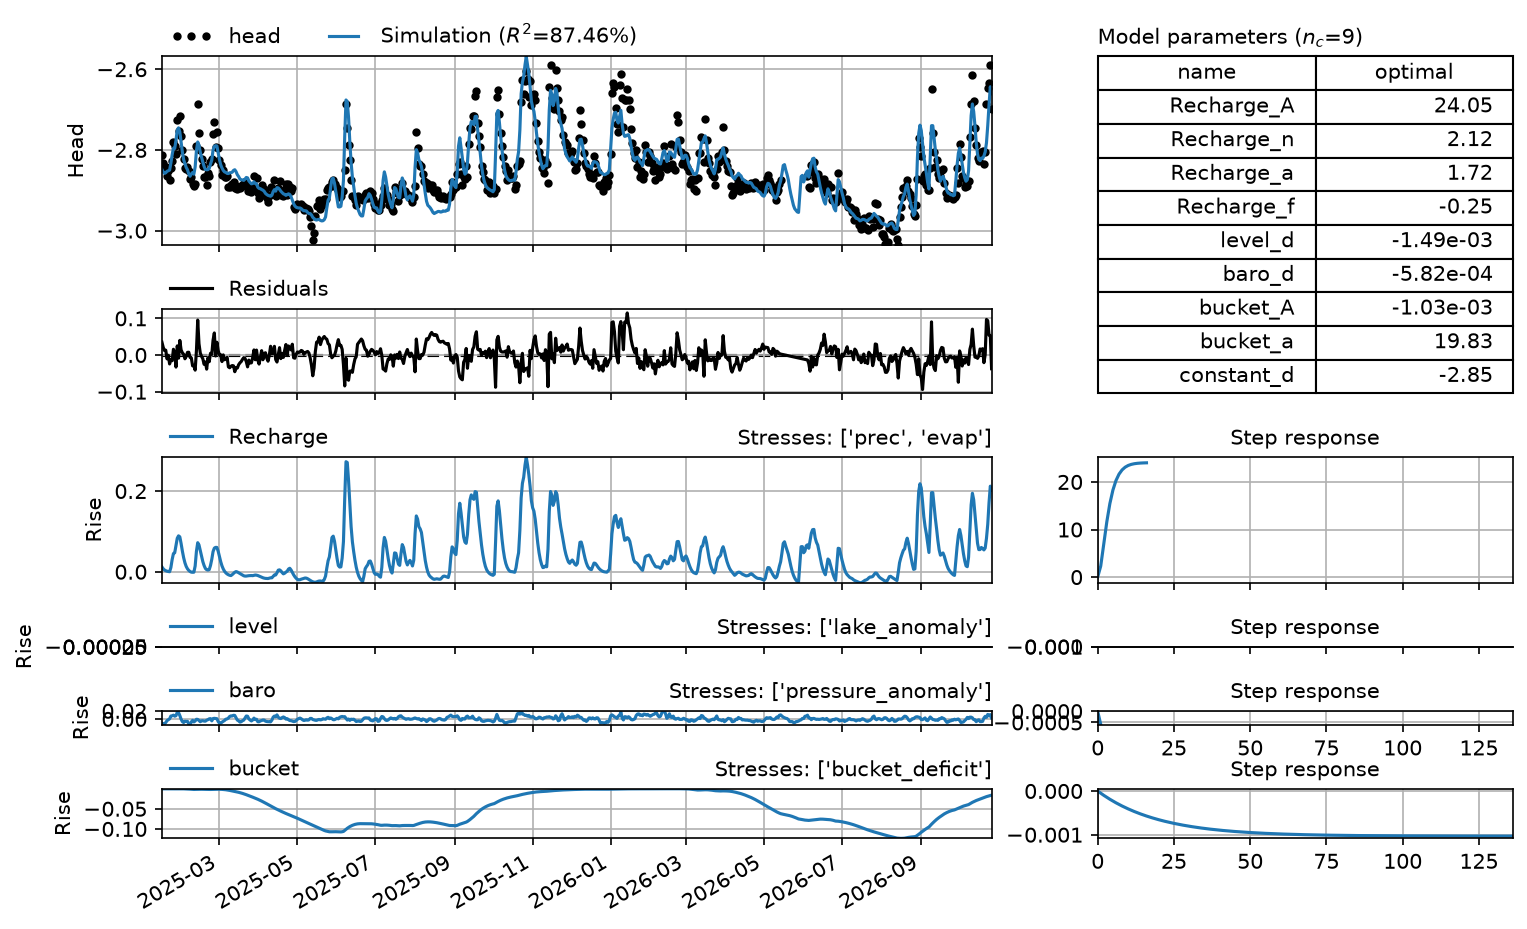 head
Simulation (R²=87.46%)
Head
−2.6
−2.8
−3.0
Residuals
0.1
0.0
−0.1
Recharge
Stresses: ['prec', 'evap']
Rise
0.2
0.0
level
Stresses: ['lake_anomaly']
Rise
baro
Stresses: ['pressure_anomaly']
Rise
0.02
0.00
bucket
Stresses: ['bucket_deficit']
Rise
−0.05
−0.10
2025-03
2025-05
2025-07
2025-09
2025-11
2026-01
2026-03
2026-05
2026-07
2026-09
Model parameters (n_c=9)
name optimal
Recharge_A 24.05
Recharge_n 2.12
Recharge_a 1.72
Recharge_f -0.25
level_d -1.49e-03
baro_d -5.82e-04
bucket_A -1.03e-03
bucket_a 19.83
constant_d -2.85
Step response
20
10
0
Step response
Step response
0.0000
−0.0005
0 25 50 75 100 125
Step response
0.000
−0.001
0 25 50 75 100 125